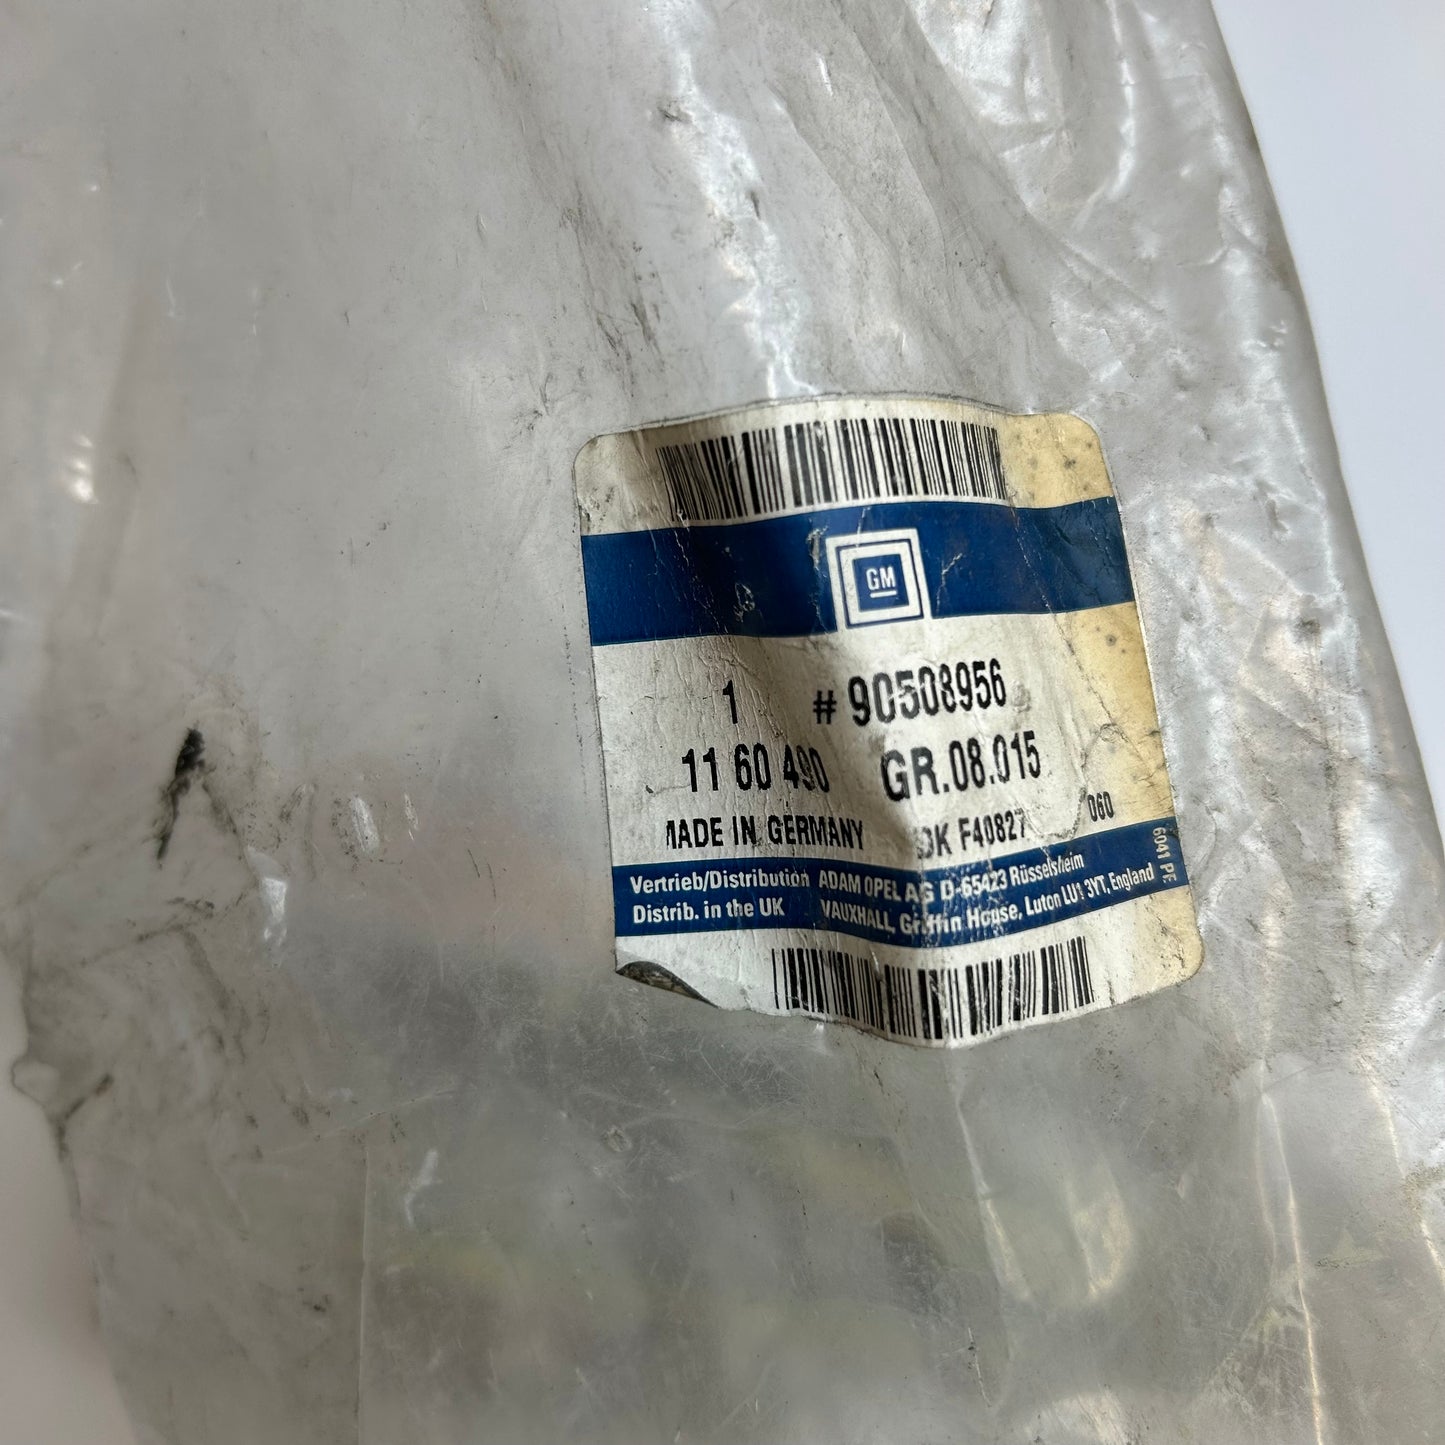 GM
1 # 90508956
11 60 490 GR.08.015
MADE IN GERMANY DK F40827 060
6041 PE
Vertrieb/Distribution ADAM OPEL AG D-65423 Rüsselsheim
Distrib. in the UK VAUXHALL, Griffin House, Luton LU1 3YT, England